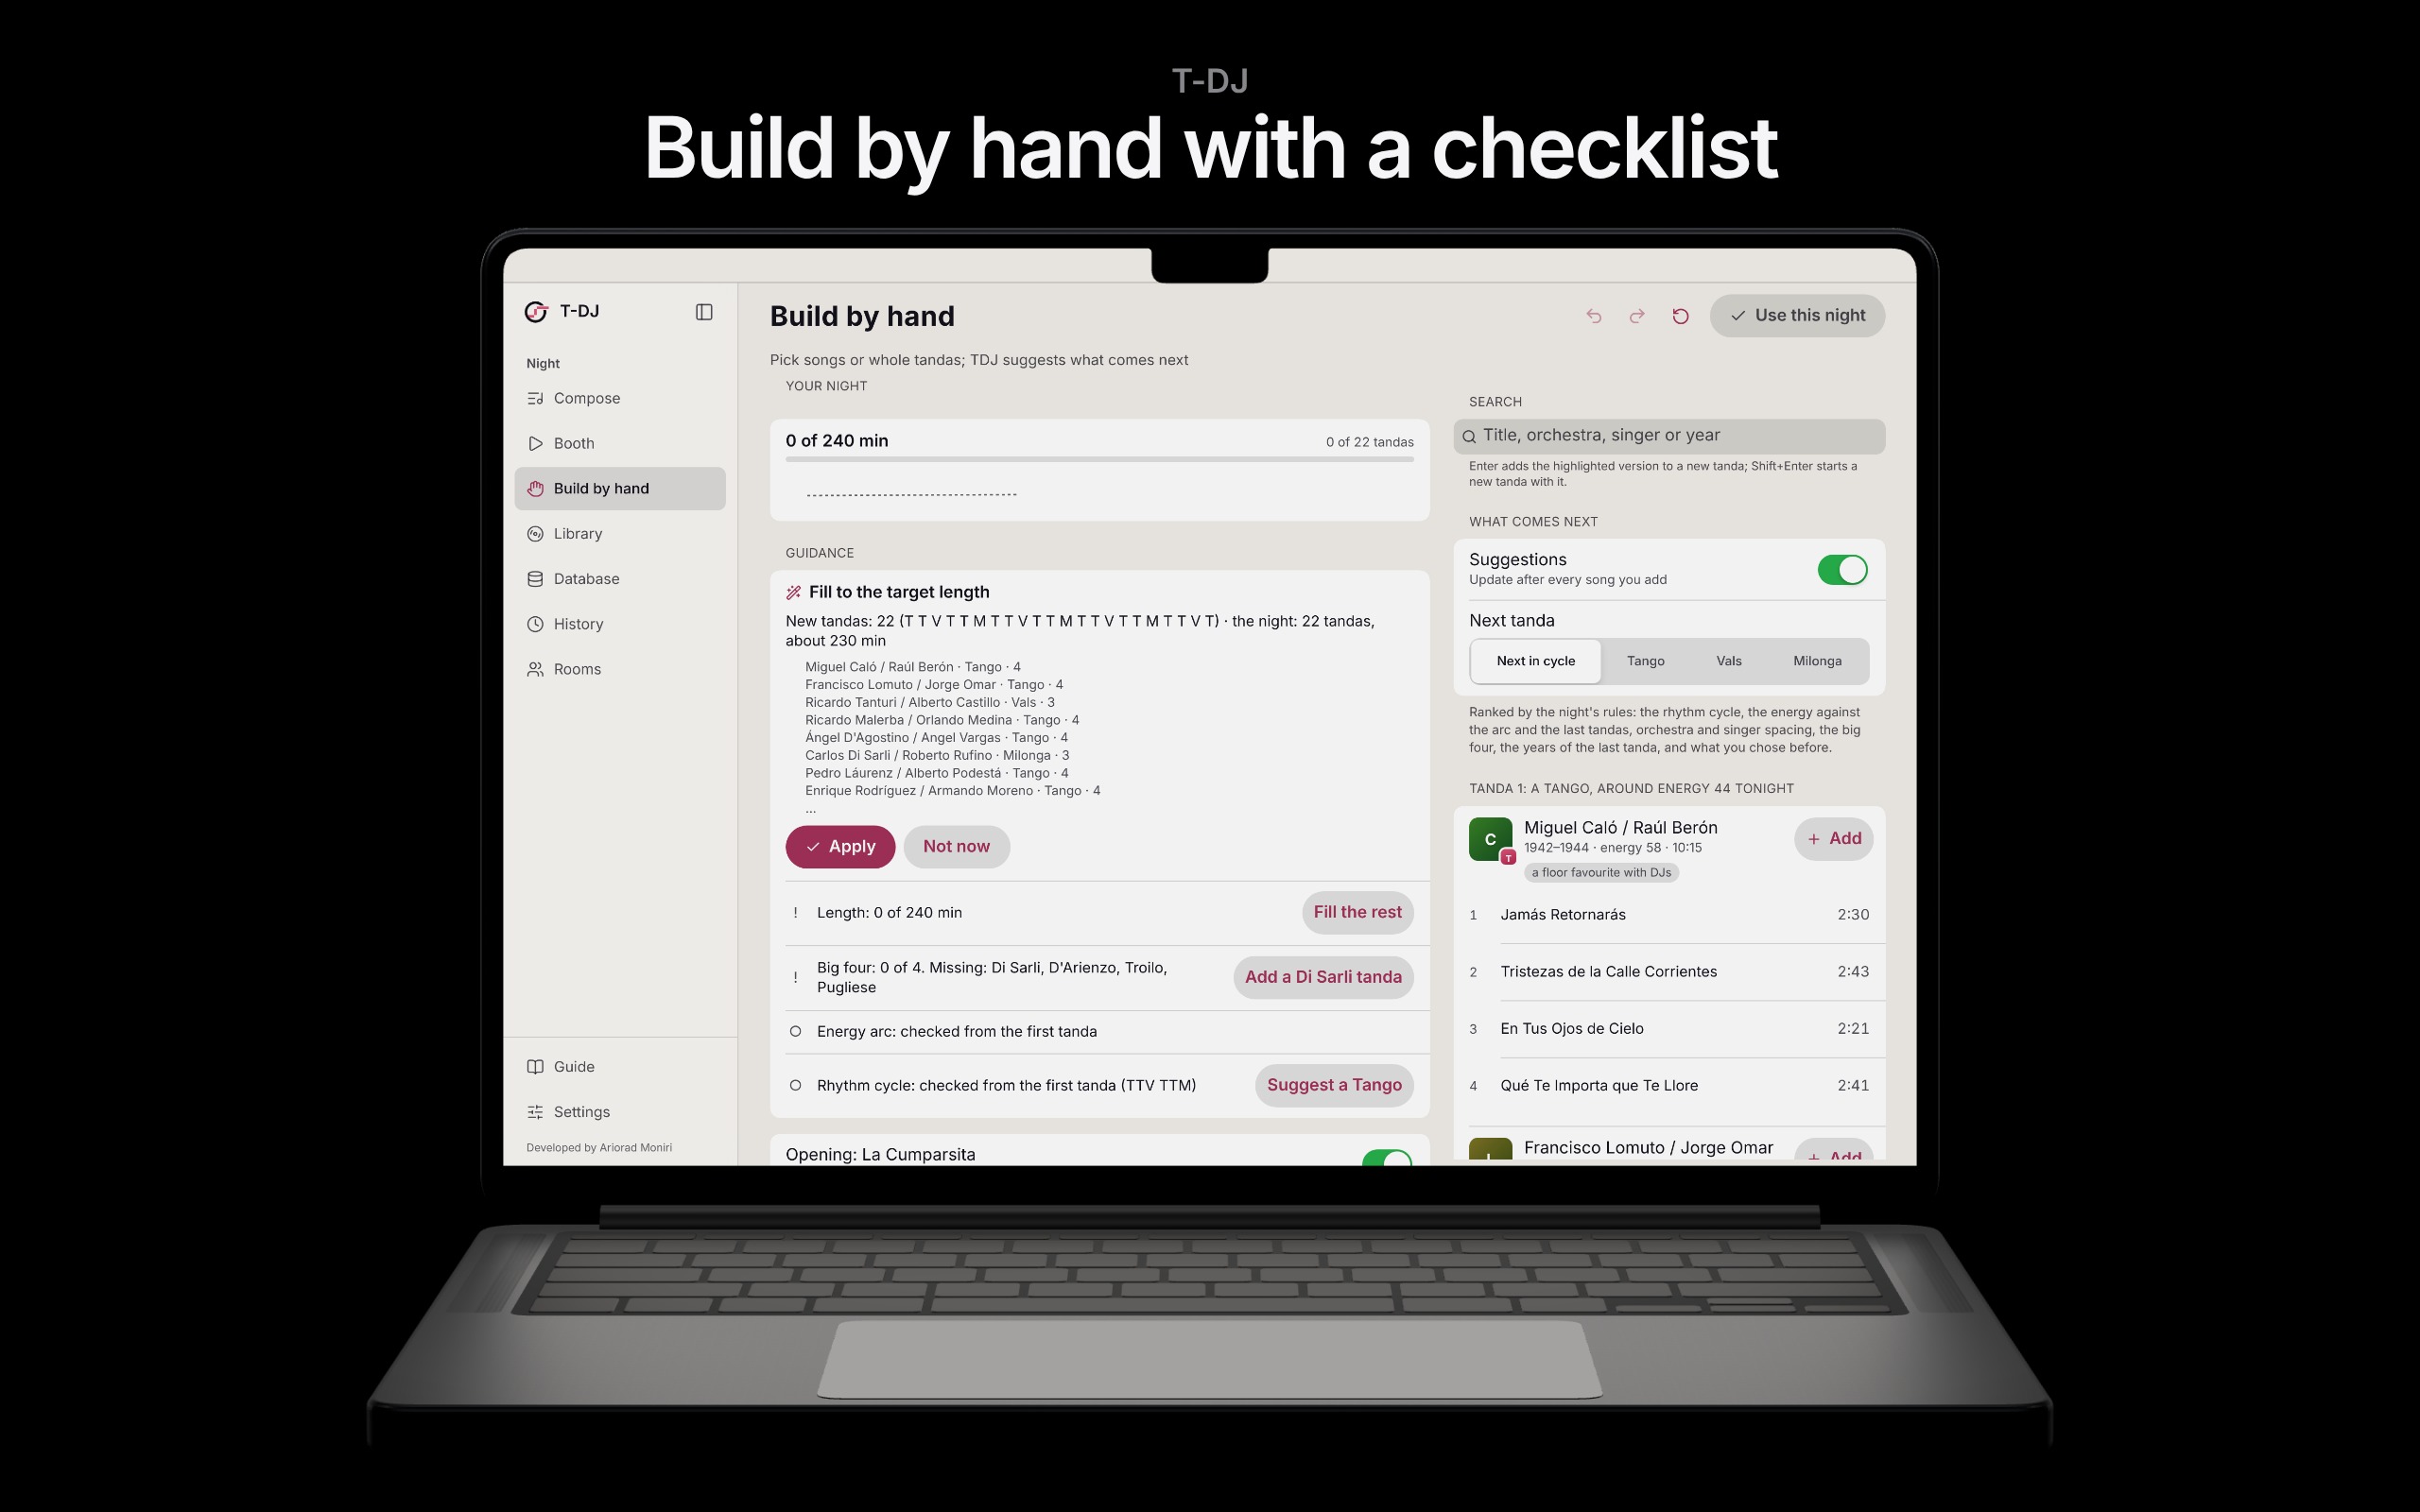 T-DJ
Build by hand with a checklist
T-DJ
Night
Compose
Booth
Build by hand
Library
Database
History
Rooms
Guide
Settings
Developed by Ariorad Moniri
Build by hand
Use this night
Pick songs or whole tandas; TDJ suggests what comes next
YOUR NIGHT
0 of 240 min
0 of 22 tandas
GUIDANCE
Fill to the target length
New tandas: 22 (T T V T T M T T V T T M T T V T T M T T V T) · the night: 22 tandas,
about 230 min
Miguel Caló / Raúl Berón · Tango · 4
Francisco Lomuto / Jorge Omar · Tango · 4
Ricardo Tanturi / Alberto Castillo · Vals · 3
Ricardo Malerba / Orlando Medina · Tango · 4
Ángel D'Agostino / Angel Vargas · Tango · 4
Carlos Di Sarli / Roberto Rufino · Milonga · 3
Pedro Láurenz / Alberto Podestá · Tango · 4
Enrique Rodríguez / Armando Moreno · Tango · 4
...
Apply
Not now
! Length: 0 of 240 min
Fill the rest
! Big four: 0 of 4. Missing: Di Sarli, D'Arienzo, Troilo,
Pugliese
Add a Di Sarli tanda
Energy arc: checked from the first tanda
Rhythm cycle: checked from the first tanda (TTV TTM)
Suggest a Tango
Opening: La Cumparsita
SEARCH
Title, orchestra, singer or year
Enter adds the highlighted version to a new tanda; Shift+Enter starts a
new tanda with it.
WHAT COMES NEXT
Suggestions
Update after every song you add
Next tanda
Next in cycle
Tango
Vals
Milonga
Ranked by the night's rules: the rhythm cycle, the energy against
the arc and the last tandas, orchestra and singer spacing, the big
four, the years of the last tanda, and what you chose before.
TANDA 1: A TANGO, AROUND ENERGY 44 TONIGHT
C
T
Miguel Caló / Raúl Berón
1942–1944 · energy 58 · 10:15
a floor favourite with DJs
+ Add
1 Jamás Retornarás 2:30
2 Tristezas de la Calle Corrientes 2:43
3 En Tus Ojos de Cielo 2:21
4 Qué Te Importa que Te Llore 2:41
Francisco Lomuto / Jorge Omar
+ Add